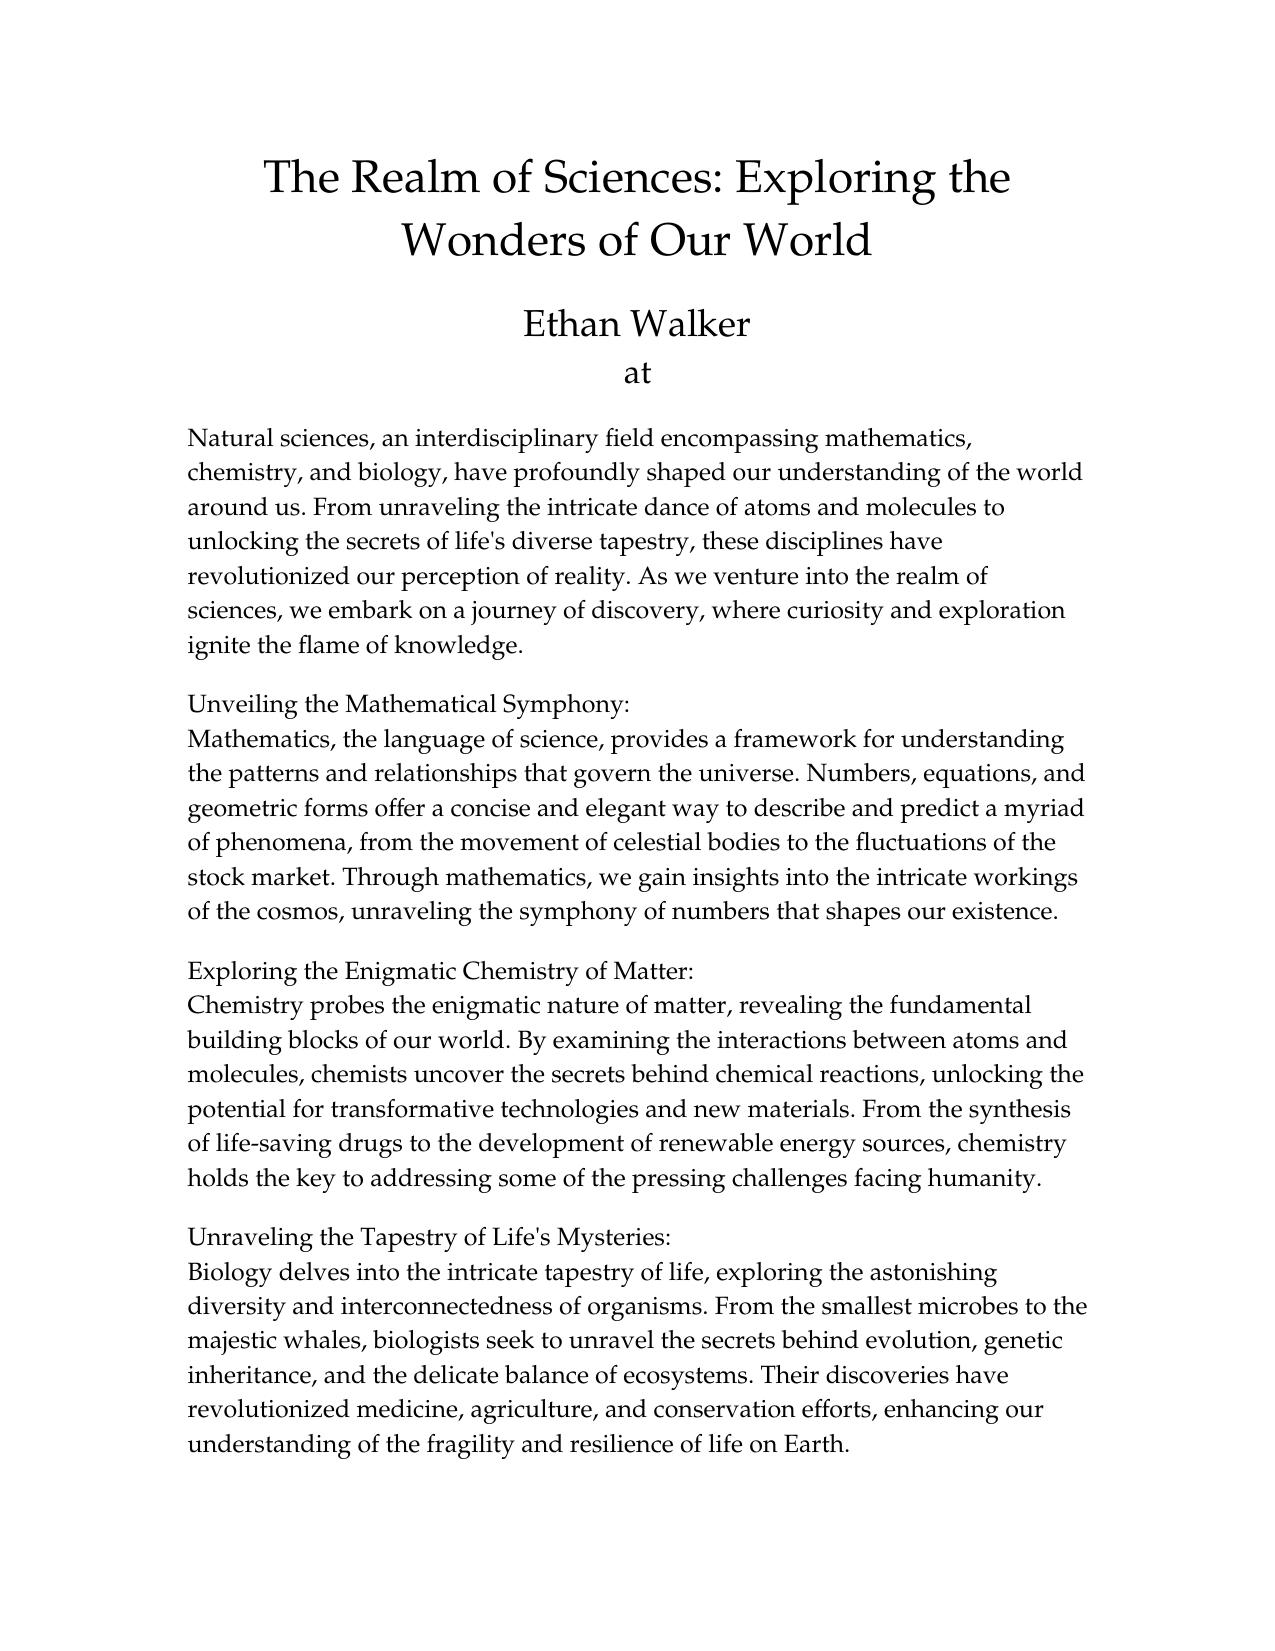 The Realm of Sciences: Exploring the
Wonders of Our World
Ethan Walker
at
Natural sciences, an interdisciplinary field encompassing mathematics,
chemistry, and biology, have profoundly shaped our understanding of the world
around us. From unraveling the intricate dance of atoms and molecules to
unlocking the secrets of life's diverse tapestry, these disciplines have
revolutionized our perception of reality. As we venture into the realm of
sciences, we embark on a journey of discovery, where curiosity and exploration
ignite the flame of knowledge.
Unveiling the Mathematical Symphony:
Mathematics, the language of science, provides a framework for understanding
the patterns and relationships that govern the universe. Numbers, equations, and
geometric forms offer a concise and elegant way to describe and predict a myriad
of phenomena, from the movement of celestial bodies to the fluctuations of the
stock market. Through mathematics, we gain insights into the intricate workings
of the cosmos, unraveling the symphony of numbers that shapes our existence.
Exploring the Enigmatic Chemistry of Matter:
Chemistry probes the enigmatic nature of matter, revealing the fundamental
building blocks of our world. By examining the interactions between atoms and
molecules, chemists uncover the secrets behind chemical reactions, unlocking the
potential for transformative technologies and new materials. From the synthesis
of life-saving drugs to the development of renewable energy sources, chemistry
holds the key to addressing some of the pressing challenges facing humanity.
Unraveling the Tapestry of Life's Mysteries:
Biology delves into the intricate tapestry of life, exploring the astonishing
diversity and interconnectedness of organisms. From the smallest microbes to the
majestic whales, biologists seek to unravel the secrets behind evolution, genetic
inheritance, and the delicate balance of ecosystems. Their discoveries have
revolutionized medicine, agriculture, and conservation efforts, enhancing our
understanding of the fragility and resilience of life on Earth.